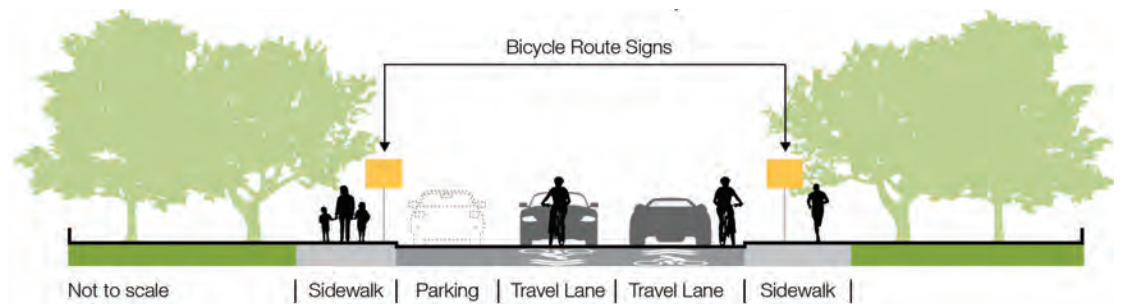 Bicycle Route Signs
Not to scale | Sidewalk | Parking | Travel Lane | Travel Lane | Sidewalk |